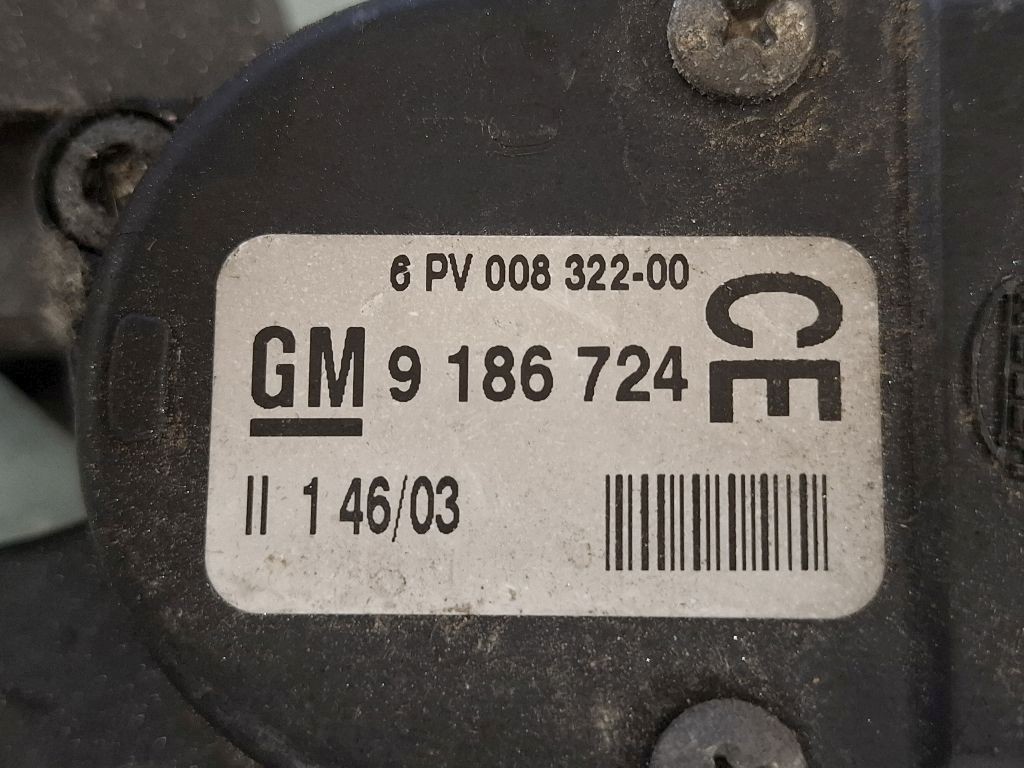 6 PV 008 322-00
GM 9 186 724
CE
II 1 46/03